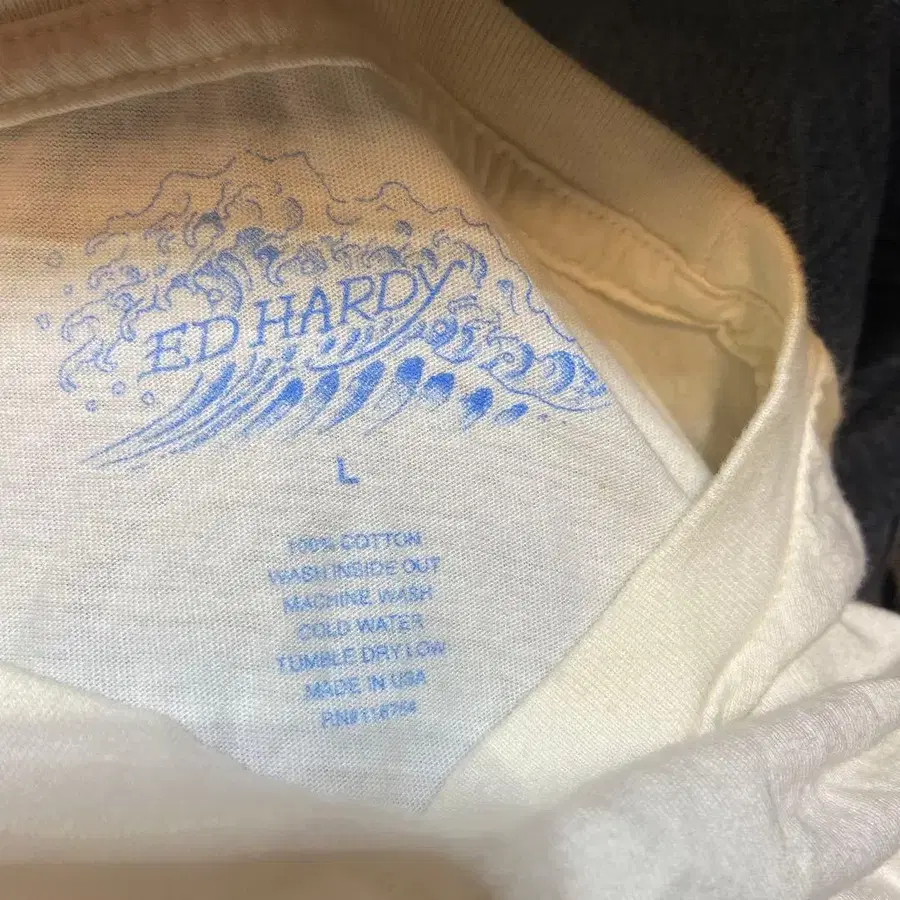 ED HARDY
L
100% COTTON
WASH INSIDE OUT
MACHINE WASH
COLD WATER
TUMBLE DRY LOW
MADE IN USA